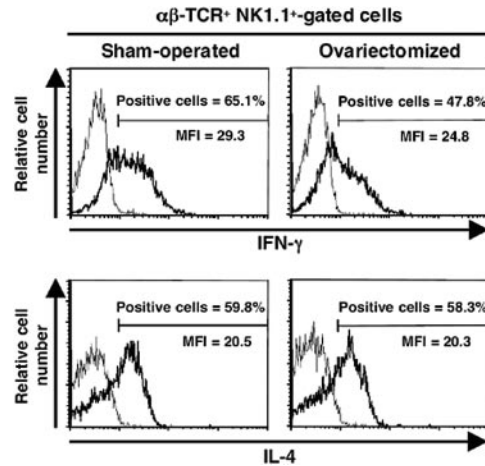 αβ-TCR⁺ NK1.1⁺-gated cells
Sham-operated
Ovariectomized
Relative cell
number
Positive cells = 65.1%
MFI = 29.3
Positive cells = 47.8%
MFI = 24.8
IFN-γ
Relative cell
number
Positive cells = 59.8%
MFI = 20.5
Positive cells = 58.3%
MFI = 20.3
IL-4